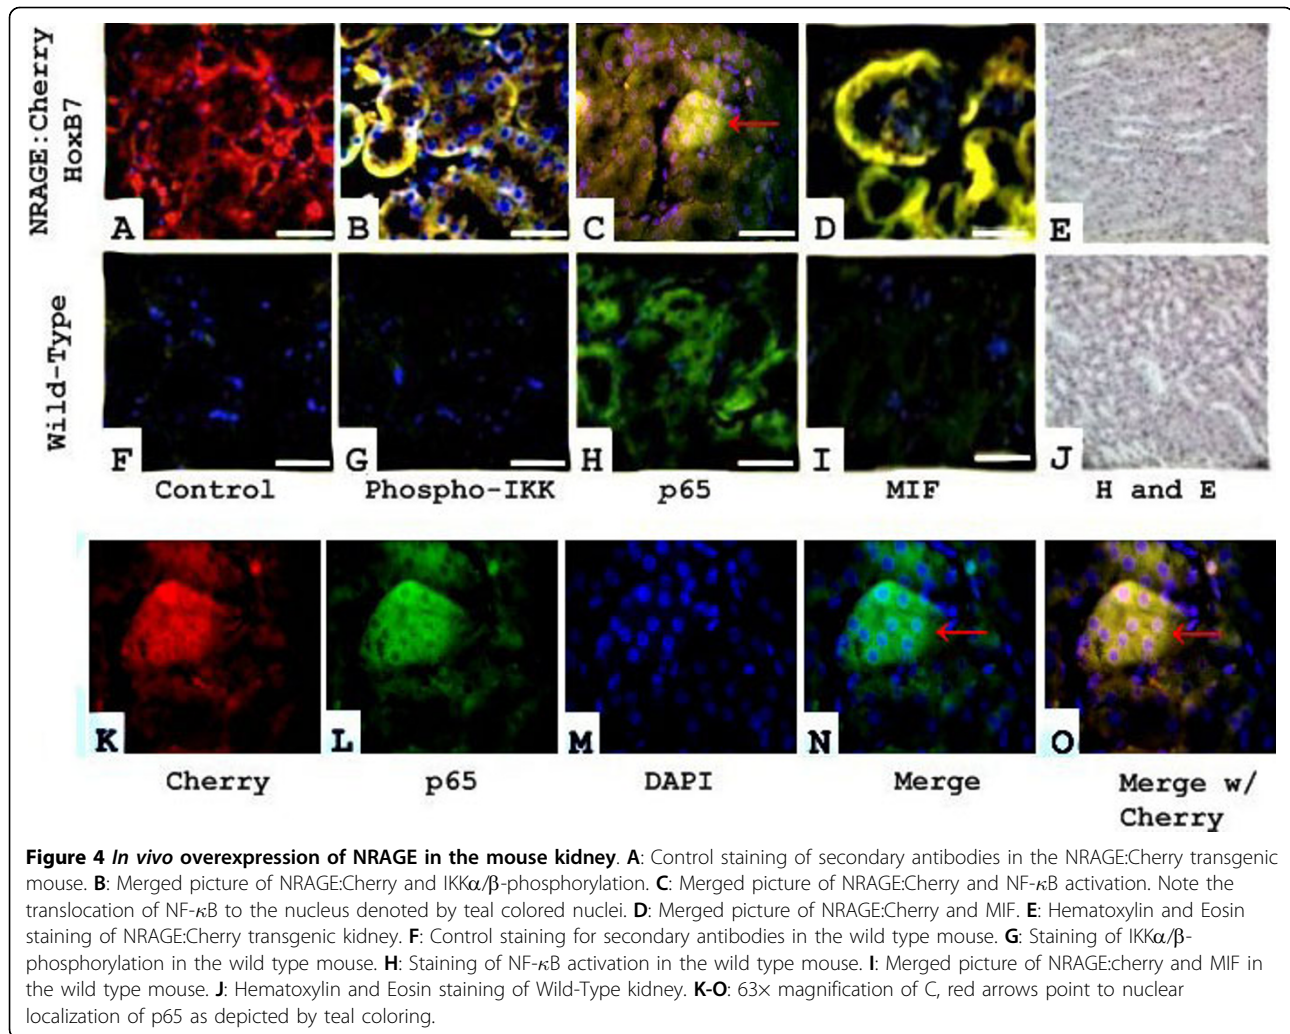 NRAGE:Cherry
HoxB7
A
B
C
D
E
Wild-Type
F
G
H
I
J
Control
Phospho-IKK
p65
MIF
H and E
K
L
M
N
O
Cherry
p65
DAPI
Merge
Merge w/
Cherry
Figure 4 In vivo overexpression of NRAGE in the mouse kidney. A: Control staining of secondary antibodies in the NRAGE:Cherry transgenic
mouse. B: Merged picture of NRAGE:Cherry and IKKα/β-phosphorylation. C: Merged picture of NRAGE:Cherry and NF-κB activation. Note the
translocation of NF-κB to the nucleus denoted by teal colored nuclei. D: Merged picture of NRAGE:Cherry and MIF. E: Hematoxylin and Eosin
staining of NRAGE:Cherry transgenic kidney. F: Control staining for secondary antibodies in the wild type mouse. G: Staining of IKKα/β-
phosphorylation in the wild type mouse. H: Staining of NF-κB activation in the wild type mouse. I: Merged picture of NRAGE:cherry and MIF in
the wild type mouse. J: Hematoxylin and Eosin staining of Wild-Type kidney. K-O: 63× magnification of C, red arrows point to nuclear
localization of p65 as depicted by teal coloring.